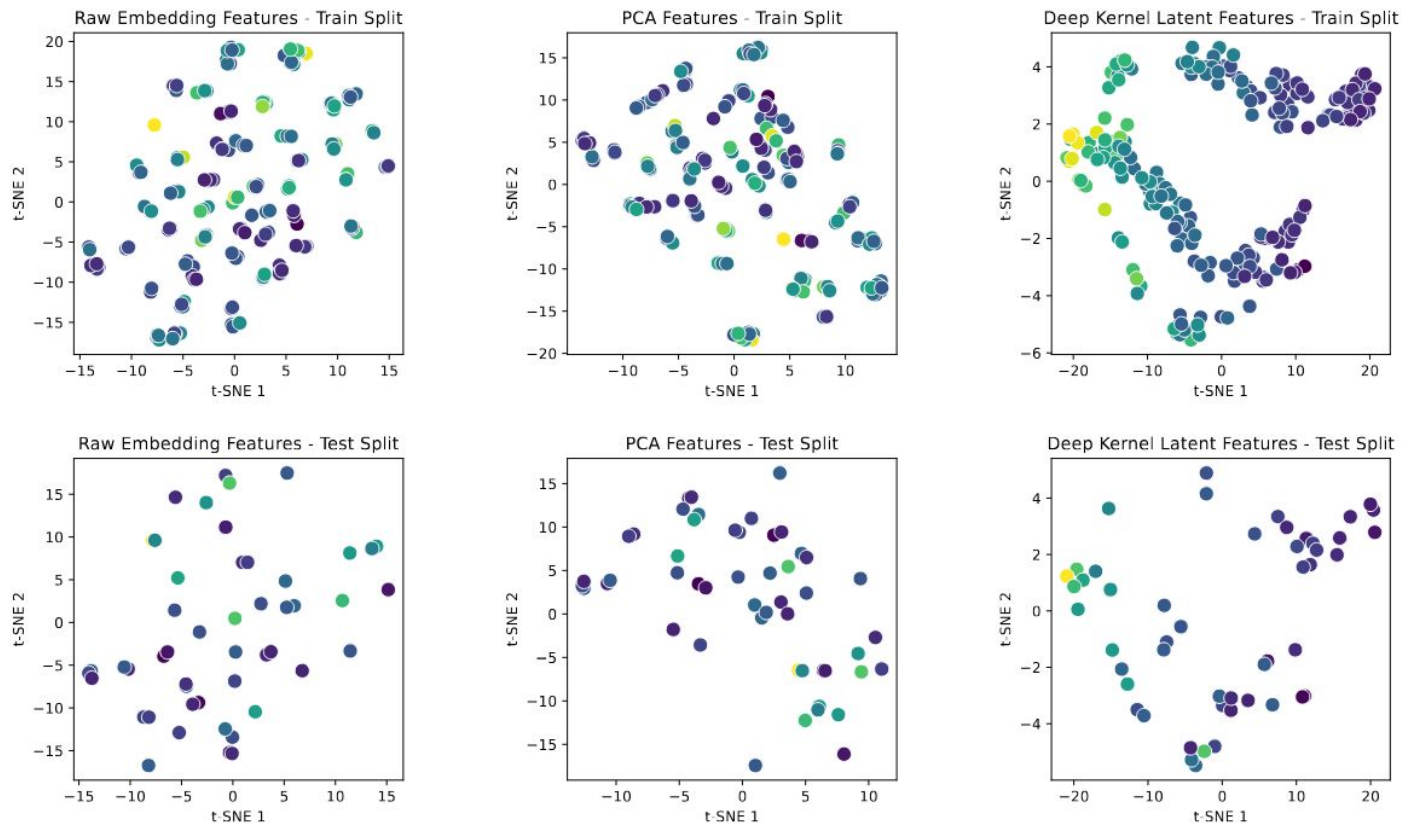 Raw Embedding Features - Train Split
20
15
10
5
0
−5
−10
−15
t-SNE 2
−15 −10 −5 0 5 10 15
t-SNE 1
PCA Features - Train Split
15
10
5
0
−5
−10
−15
−20
t-SNE 2
−10 −5 0 5 10
t-SNE 1
Deep Kernel Latent Features - Train Split
4
2
0
−2
−4
−6
t-SNE 2
−20 −10 0 10 20
t-SNE 1
Raw Embedding Features - Test Split
15
10
5
0
−5
−10
−15
t-SNE 2
−15 −10 −5 0 5 10 15
t-SNE 1
PCA Features - Test Split
15
10
5
0
−5
−10
−15
t-SNE 2
−10 −5 0 5 10
t-SNE 1
Deep Kernel Latent Features - Test Split
4
2
0
−2
−4
t-SNE 2
−20 −10 0 10 20
t-SNE 1